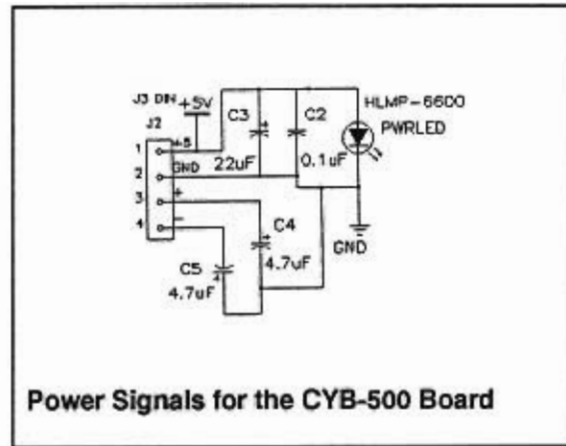 J3 DIN
+5V
J2
C3
+
C2
HLMP-6600
PWRLED
1
+5
2
GND
22uF
0.1uF
3
+
4
-
C4
+
4.7uF
GND
C5
+
4.7uF
Power Signals for the CYB-500 Board